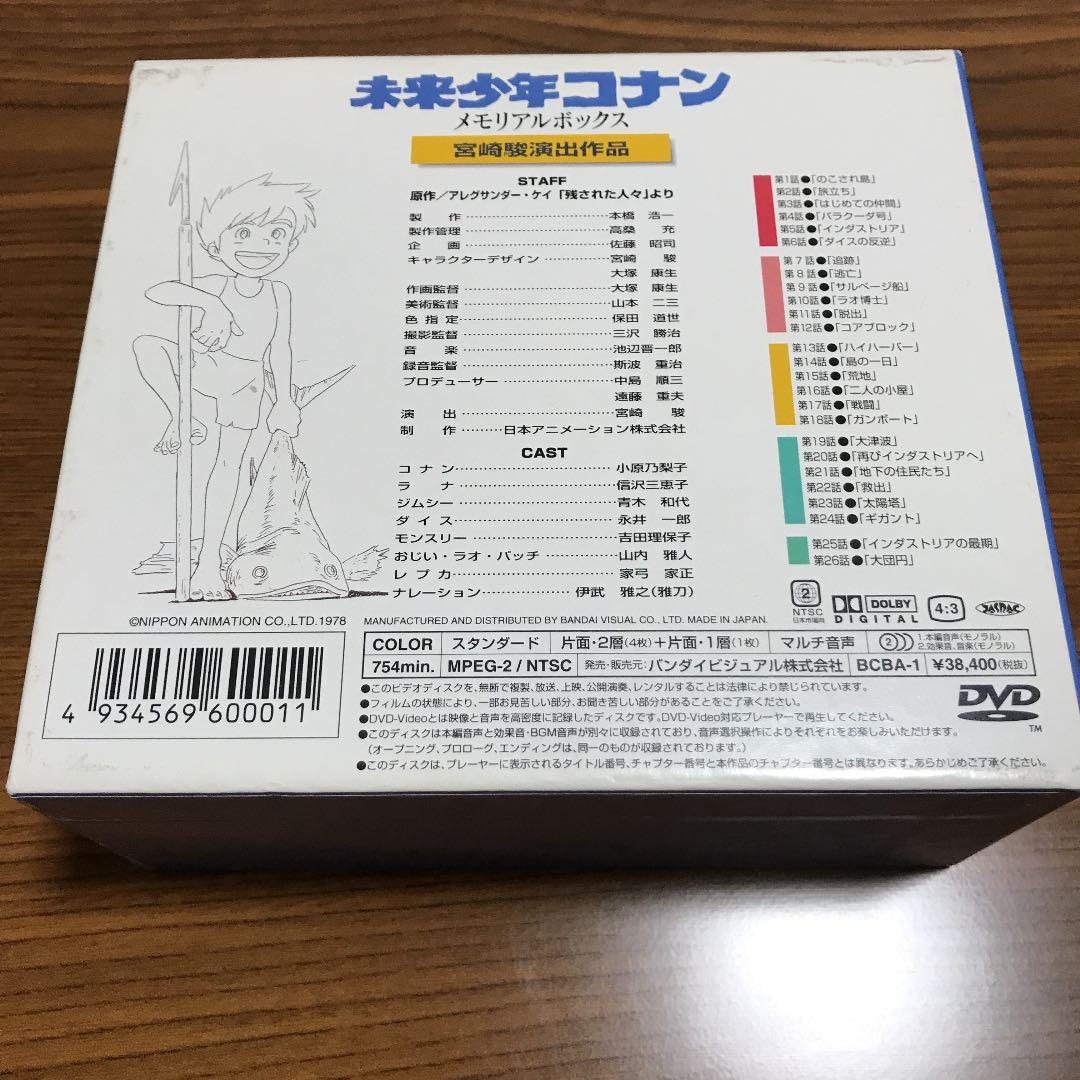 未来少年コナン
メモリアルボックス
宮崎駿演出作品
STAFF
原作／アレグサンダー・ケイ「残された人々」より
製　作 本橋 浩一
製作管理 高桑　充
企　画 佐藤 昭司
キャラクターデザイン 宮崎　駿
大塚 康生
作画監督 大塚 康生
美術監督 山本 二三
色 指 定 保田 道世
撮影監督 三沢 勝治
音　楽 池辺晋一郎
録音監督 斯波 重治
プロデューサー 中島 順三
遠藤 重夫
演　出 宮崎　駿
制　作 日本アニメーション株式会社
CAST
コ ナ ン 小原乃梨子
ラ　ナ 信沢三恵子
ジムシー 青木 和代
ダ イ ス 永井 一郎
モンスリー 吉田理保子
おじい・ラオ・パッチ 山内 雅人
レ プ カ 家弓 家正
ナレーション 伊武 雅之(雅刀)
第1話●「のこされ島」
第2話●「旅立ち」
第3話●「はじめての仲間」
第4話●「バラクーダ号」
第5話●「インダストリア」
第6話●「ダイスの反逆」
第7話●「追跡」
第8話●「逃亡」
第9話●「サルベージ船」
第10話●「ラオ博士」
第11話●「脱出」
第12話●「コアブロック」
第13話●「ハイハーバー」
第14話●「島の一日」
第15話●「荒地」
第16話●「二人の小屋」
第17話●「戦闘」
第18話●「ガンボート」
第19話●「大津波」
第20話●「再びインダストリアへ」
第21話●「地下の住民たち」
第22話●「救出」
第23話●「太陽塔」
第24話●「ギガント」
第25話●「インダストリアの最期」
第26話●「大団円」
2
NTSC
日本市場向
DOLBY
DIGITAL
4:3
JASRAC
©NIPPON ANIMATION CO.,LTD.1978
MANUFACTURED AND DISTRIBUTED BY BANDAI VISUAL CO., LTD. MADE IN JAPAN.
COLOR スタンダード 片面・2層(4枚)＋片面・1層(1枚) マルチ音声 2 1.本編音声(モノラル)
2.効果音、音楽(モノラル)
754min. MPEG-2 / NTSC 発売・販売元:バンダイビジュアル株式会社 BCBA-1 ¥38,400(税抜)
●このビデオディスクを、無断で複製、放送、上映、公開演奏、レンタルすることは法律により禁じられています。
●フィルムの状態により、一部お見苦しい部分、お聞き苦しい部分があることをご了承ください。
●DVD-Videoとは映像と音声を高密度に記録したディスクです。DVD-Video対応プレーヤーで再生してください。
●このディスクは本編音声と効果音・BGM音声が別々に収録されており、音声選択操作によりそれぞれをお楽しみいただけます。
（オープニング、プロローグ、エンディングは、同一のものが収録されております。）
●このディスクは、プレーヤーに表示されるタイトル番号、チャプター番号と本作品のチャプター番号とは異なります。あらかじめご了承ください。
DVD
TM
4 934569 600011